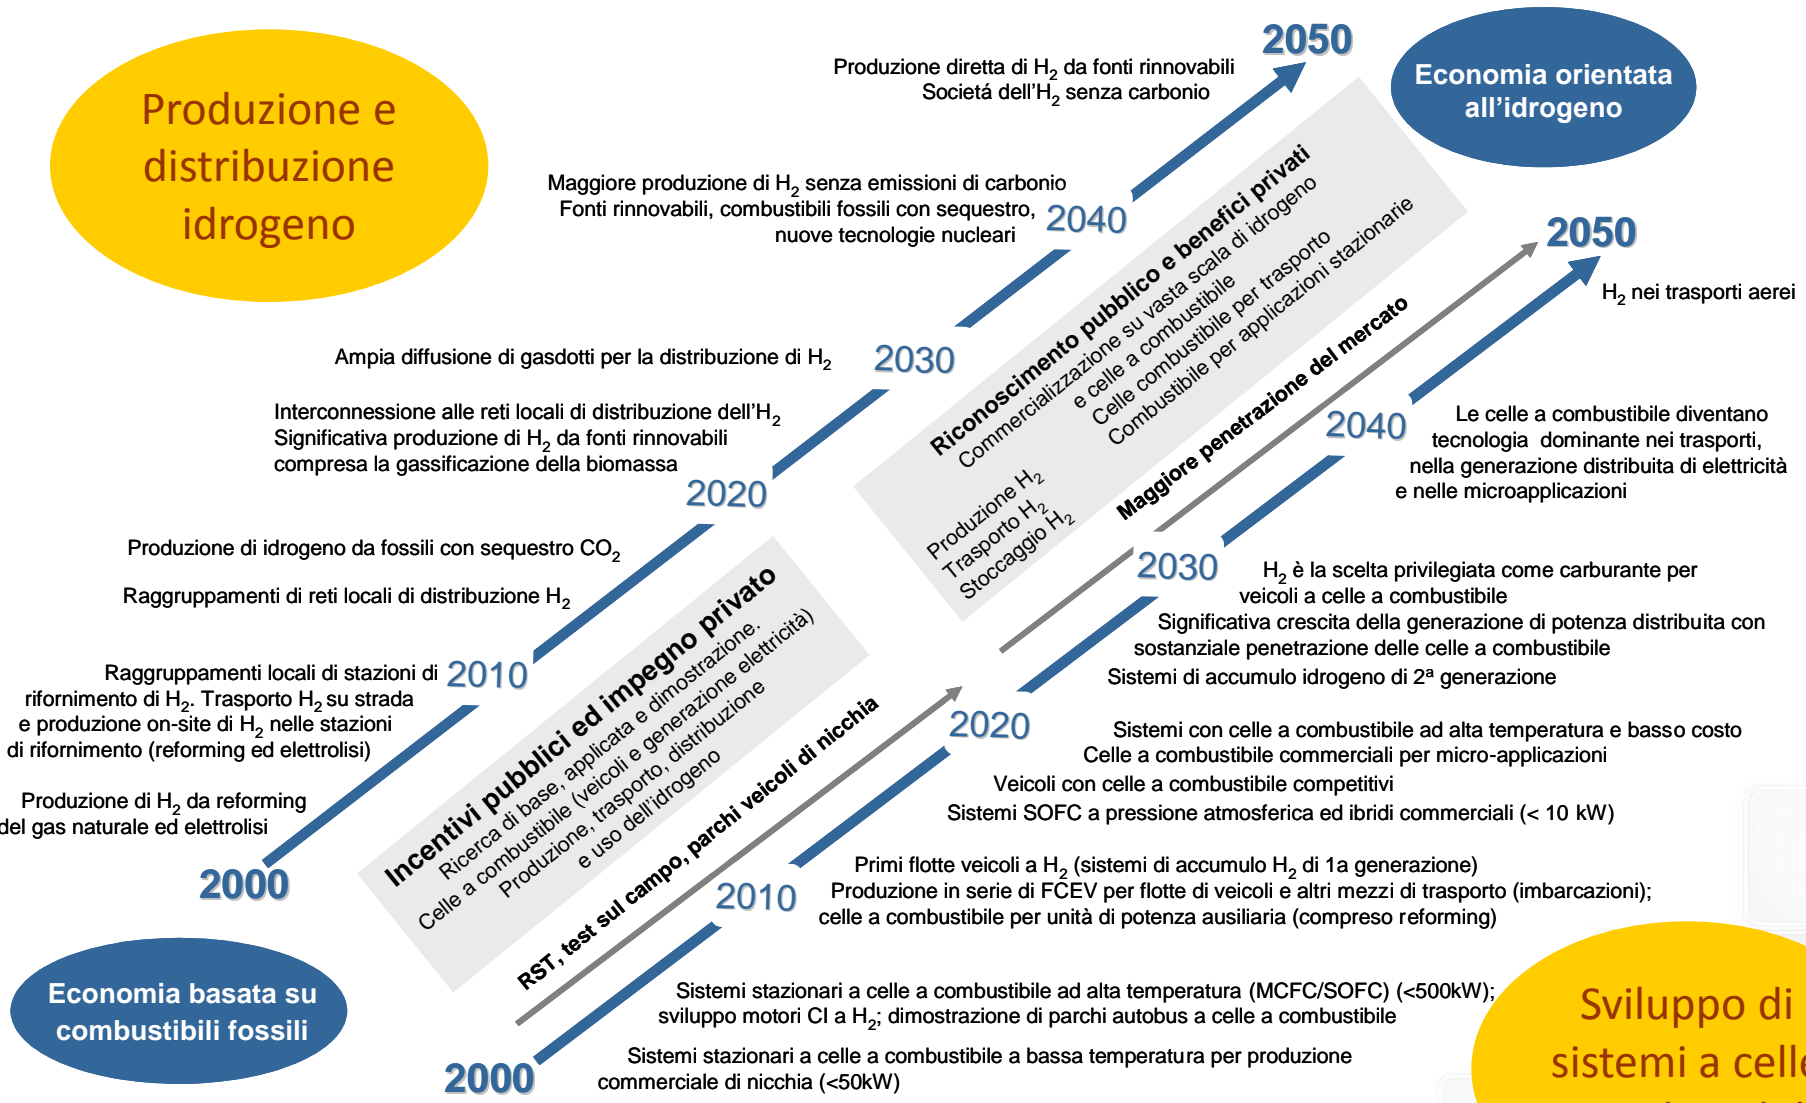 Produzione e
distribuzione
idrogeno
2050
Economia orientata
all'idrogeno
Produzione diretta di H₂ da fonti rinnovabili
Societá dell'H₂ senza carbonio
Maggiore produzione di H₂ senza emissioni di carbonio
Fonti rinnovabili, combustibili fossili con sequestro,
nuove tecnologie nucleari
2040
Ampia diffusione di gasdotti per la distribuzione di H₂
2030
Interconnessione alle reti locali di distribuzione dell'H₂
Significativa produzione di H₂ da fonti rinnovabili
compresa la gassificazione della biomassa
2020
Produzione di idrogeno da fossili con sequestro CO₂
Raggruppamenti di reti locali di distribuzione H₂
Raggruppamenti locali di stazioni di
rifornimento di H₂. Trasporto H₂ su strada
e produzione on-site di H₂ nelle stazioni
di rifornimento (reforming ed elettrolisi)
2010
Produzione di H₂ da reforming
del gas naturale ed elettrolisi
2000
Economia basata su
combustibili fossili
Riconoscimento pubblico e benefici privati
Commercializzazione su vasta scala di idrogeno
e celle a combustibile
Celle combustibile per trasporto
Combustibile per applicazioni stazionarie
Produzione H₂
Trasporto H₂
Stoccaggio H₂
Incentivi pubblici ed impegno privato
Ricerca di base, applicata e dimostrazione.
Celle a combustibile (veicoli e generazione elettricità)
Produzione, trasporto, distribuzione
e uso dell'idrogeno
Maggiore penetrazione del mercato
RST, test sul campo, parchi veicoli di nicchia
2050
H₂ nei trasporti aerei
2040
Le celle a combustibile diventano
tecnologia dominante nei trasporti,
nella generazione distribuita di elettricità
e nelle microapplicazioni
2030
H₂ è la scelta privilegiata come carburante per
veicoli a celle a combustibile
Significativa crescita della generazione di potenza distribuita con
sostanziale penetrazione delle celle a combustibile
Sistemi di accumulo idrogeno di 2ª generazione
2020
Sistemi con celle a combustibile ad alta temperatura e basso costo
Celle a combustibile commerciali per micro-applicazioni
Veicoli con celle a combustibile competitivi
Sistemi SOFC a pressione atmosferica ed ibridi commerciali (< 10 kW)
2010
Primi flotte veicoli a H₂ (sistemi di accumulo H₂ di 1a generazione)
Produzione in serie di FCEV per flotte di veicoli e altri mezzi di trasporto (imbarcazioni);
celle a combustibile per unità di potenza ausiliaria (compreso reforming)
Sistemi stazionari a celle a combustibile ad alta temperatura (MCFC/SOFC) (<500kW);
sviluppo motori CI a H₂; dimostrazione di parchi autobus a celle a combustibile
Sistemi stazionari a celle a combustibile a bassa temperatura per produzione
commerciale di nicchia (<50kW)
2000
Sviluppo di
sistemi a celle